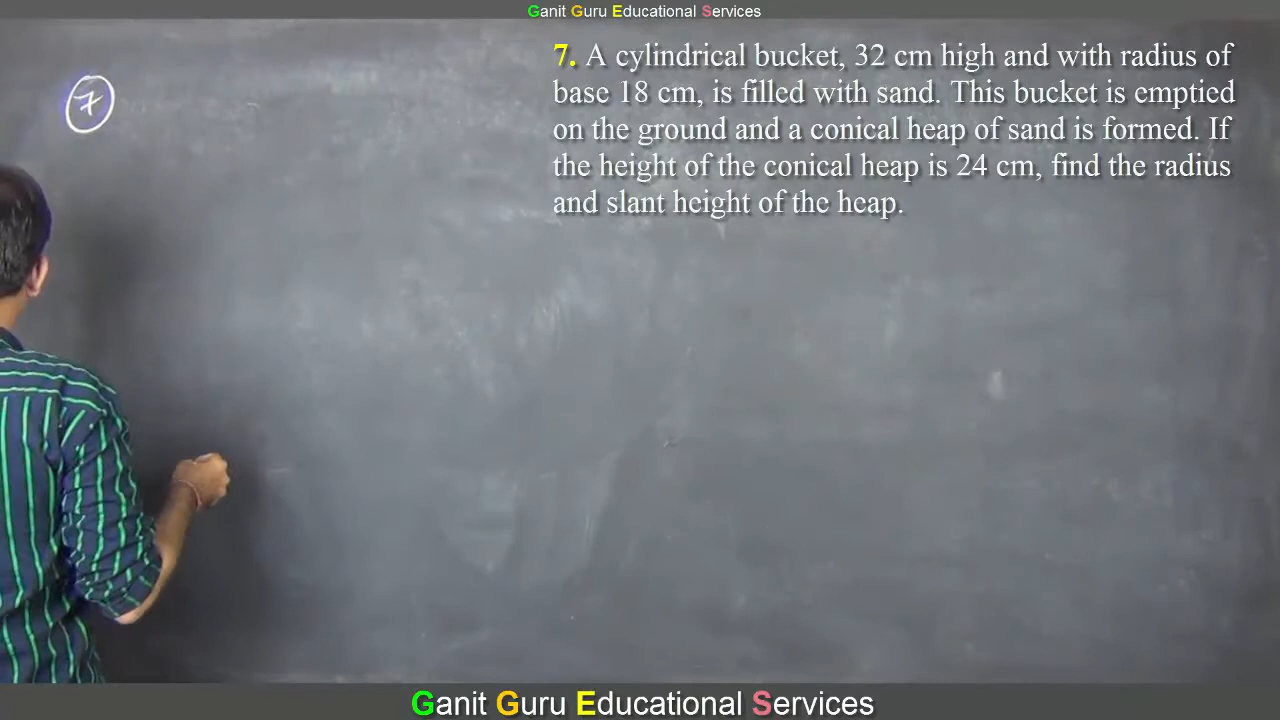 Ganit Guru Educational Services
7. A cylindrical bucket, 32 cm high and with radius of
base 18 cm, is filled with sand. This bucket is emptied
on the ground and a conical heap of sand is formed. If
the height of the conical heap is 24 cm, find the radius
and slant height of the heap.
7
Ganit Guru Educational Services